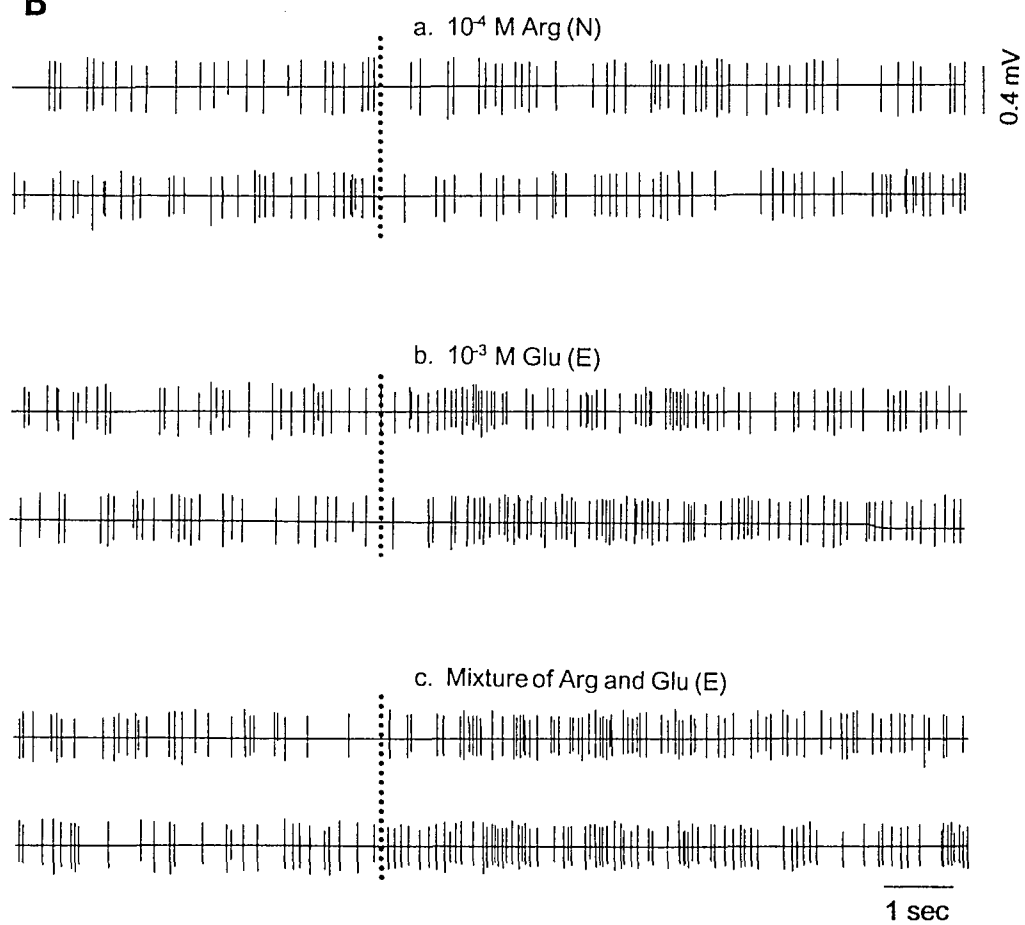 B
a. 10⁻⁴ M Arg (N)
0.4 mV
b. 10⁻³ M Glu (E)
c. Mixture of Arg and Glu (E)
1 sec